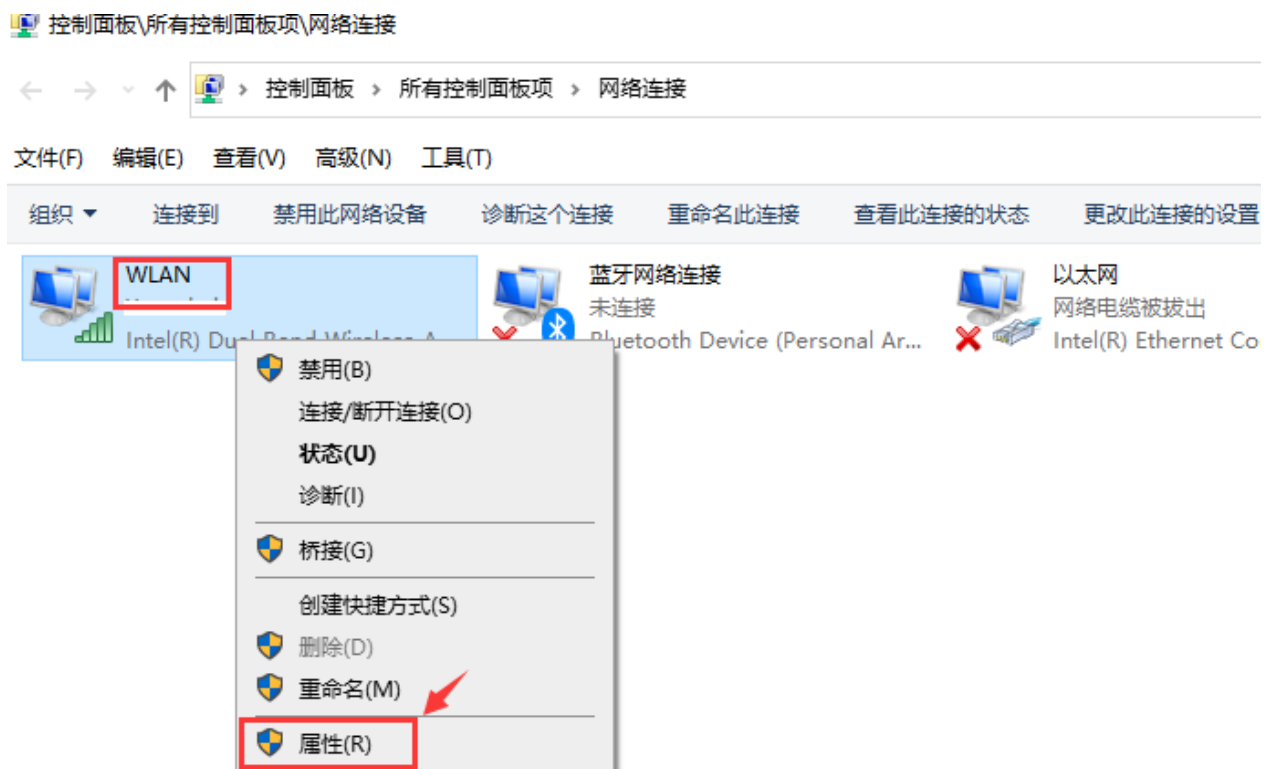 控制面板\所有控制面板项\网络连接
控制面板 › 所有控制面板项 › 网络连接
文件(F) 编辑(E) 查看(V) 高级(N) 工具(T)
组织 连接到 禁用此网络设备 诊断这个连接 重命名此连接 查看此连接的状态 更改此连接的设置
WLAN
Intel(R) Dual Band Wireless-A
蓝牙网络连接
未连接
Bluetooth Device (Personal Ar...
以太网
网络电缆被拔出
Intel(R) Ethernet Co
禁用(B)
连接/断开连接(O)
状态(U)
诊断(I)
桥接(G)
创建快捷方式(S)
删除(D)
重命名(M)
属性(R)